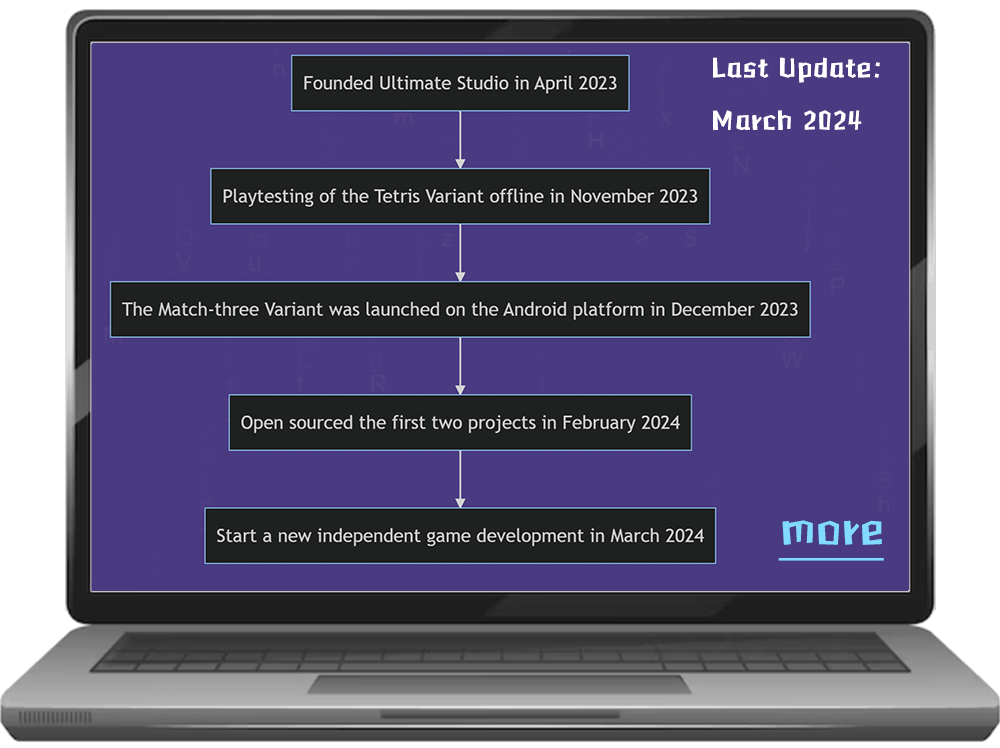 Founded Ultimate Studio in April 2023
Last Update:
March 2024
Playtesting of the Tetris Variant offline in November 2023
The Match-three Variant was launched on the Android platform in December 2023
Open sourced the first two projects in February 2024
Start a new independent game development in March 2024
more